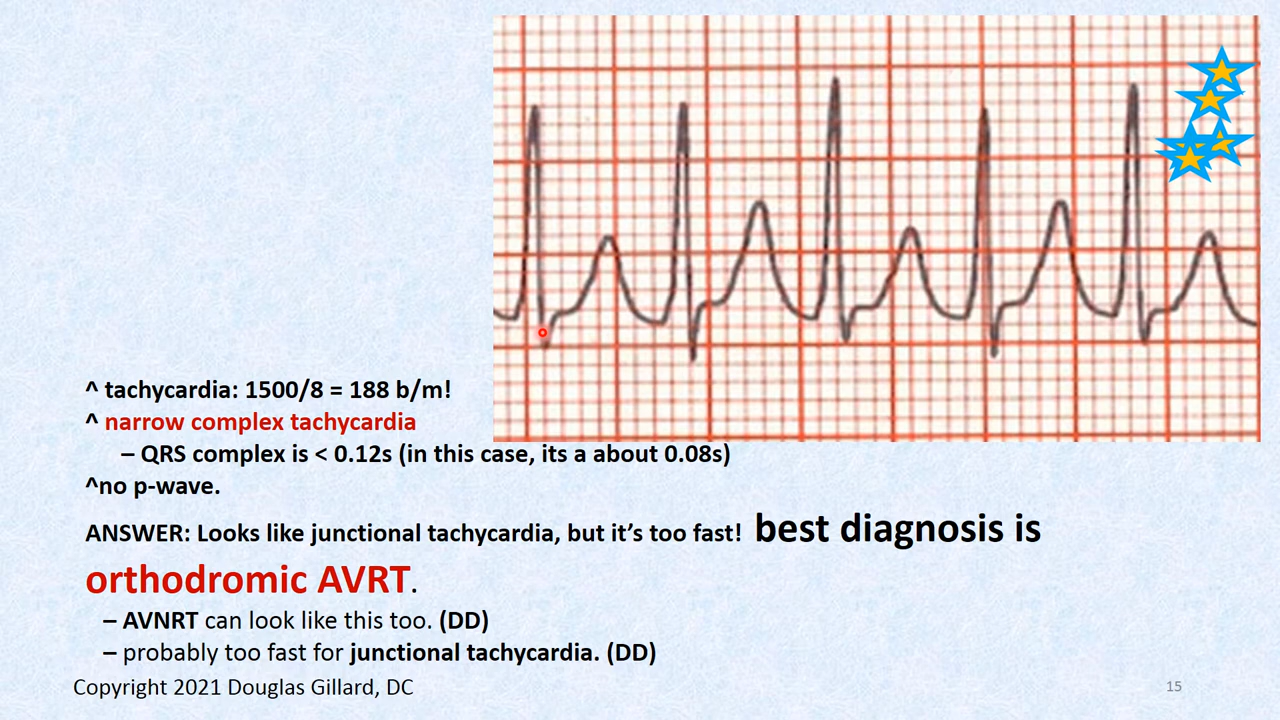 ^ tachycardia: 1500/8 = 188 b/m!
^ narrow complex tachycardia
– QRS complex is < 0.12s (in this case, its a about 0.08s)
^no p-wave.
ANSWER: Looks like junctional tachycardia, but it’s too fast! best diagnosis is
orthodromic AVRT.
– AVNRT can look like this too. (DD)
– probably too fast for junctional tachycardia. (DD)
Copyright 2021 Douglas Gillard, DC
15